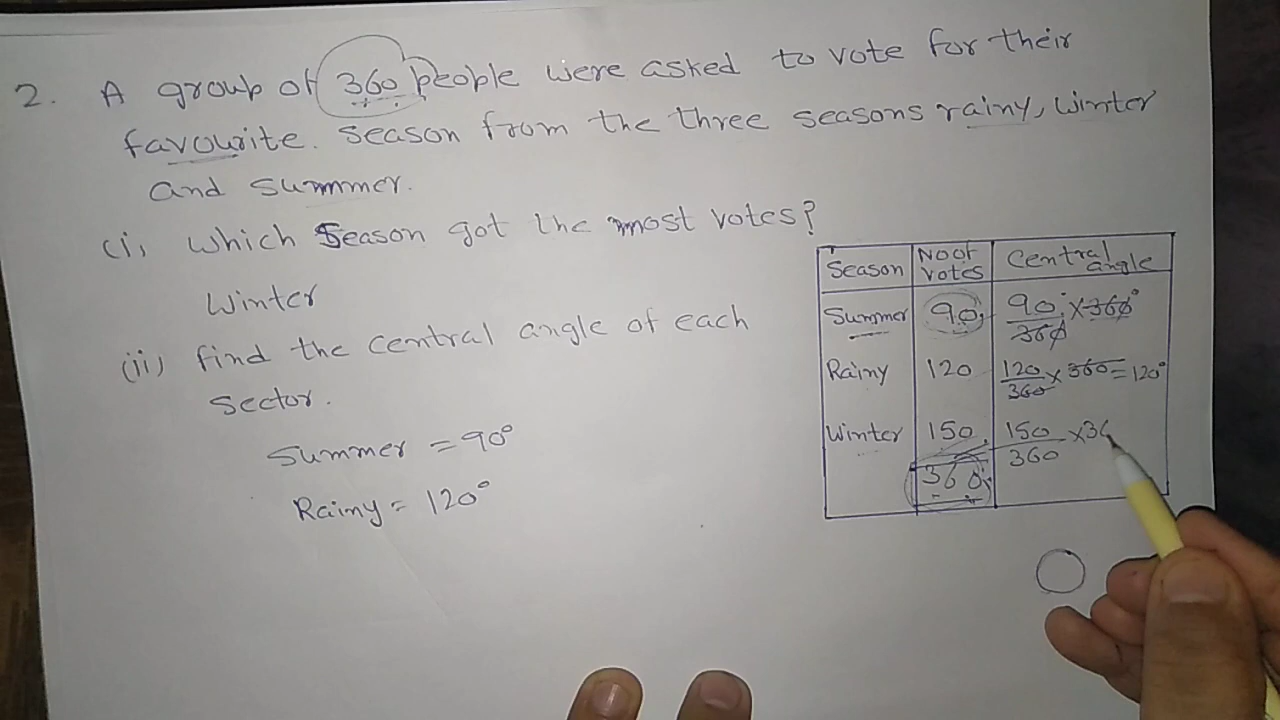 2. A group of 360 people were asked to vote for their
favourite. season from the three seasons rainy, winter
and summer.
(i) which Season got the most votes?
Winter
(ii) find the central angle of each
sector.
Summer = 90°
Rainy = 120°
Season No of votes Central angle
Summer 90 90/360 × 360°
Rainy 120 120/360 × 360 = 120°
Winter 150 150/360 × 36
360